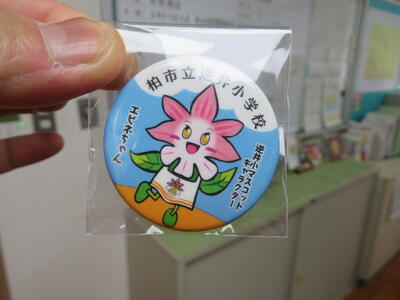 柏市立逆井小学校
エビネちゃん
逆井小マスコット
キャラクター